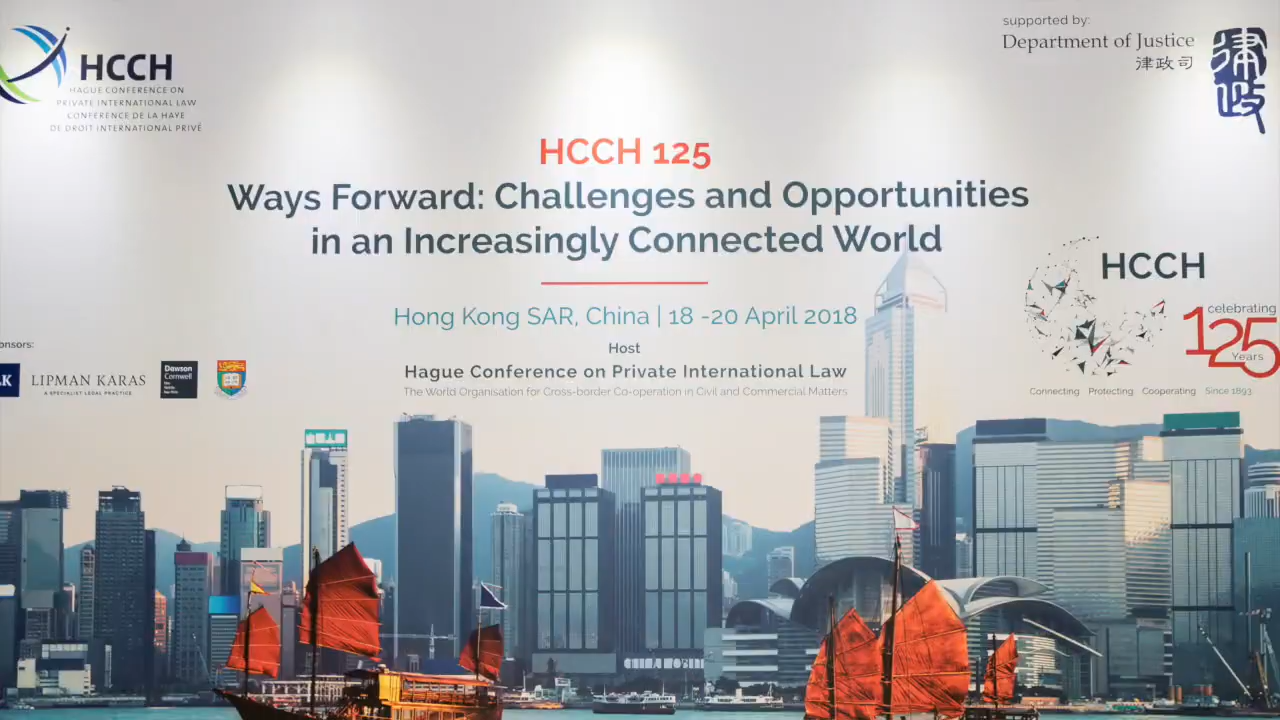 HCCH
HAGUE CONFERENCE ON
PRIVATE INTERNATIONAL LAW
CONFERENCE DE LA HAYE
DE DROIT INTERNATIONAL PRIVÉ
supported by:
Department of Justice
律政司
律政
HCCH 125
Ways Forward: Challenges and Opportunities
in an Increasingly Connected World
Hong Kong SAR, China | 18 -20 April 2018
Host
Hague Conference on Private International Law
The World Organisation for Cross-border Co-operation in Civil and Commercial Matters
HCCH
celebrating
125
Years
Connecting Protecting Cooperating Since 1893
onsors:
LK
LIPMAN KARAS
A SPECIALIST LEGAL PRACTICE
Dawson
Cornwell